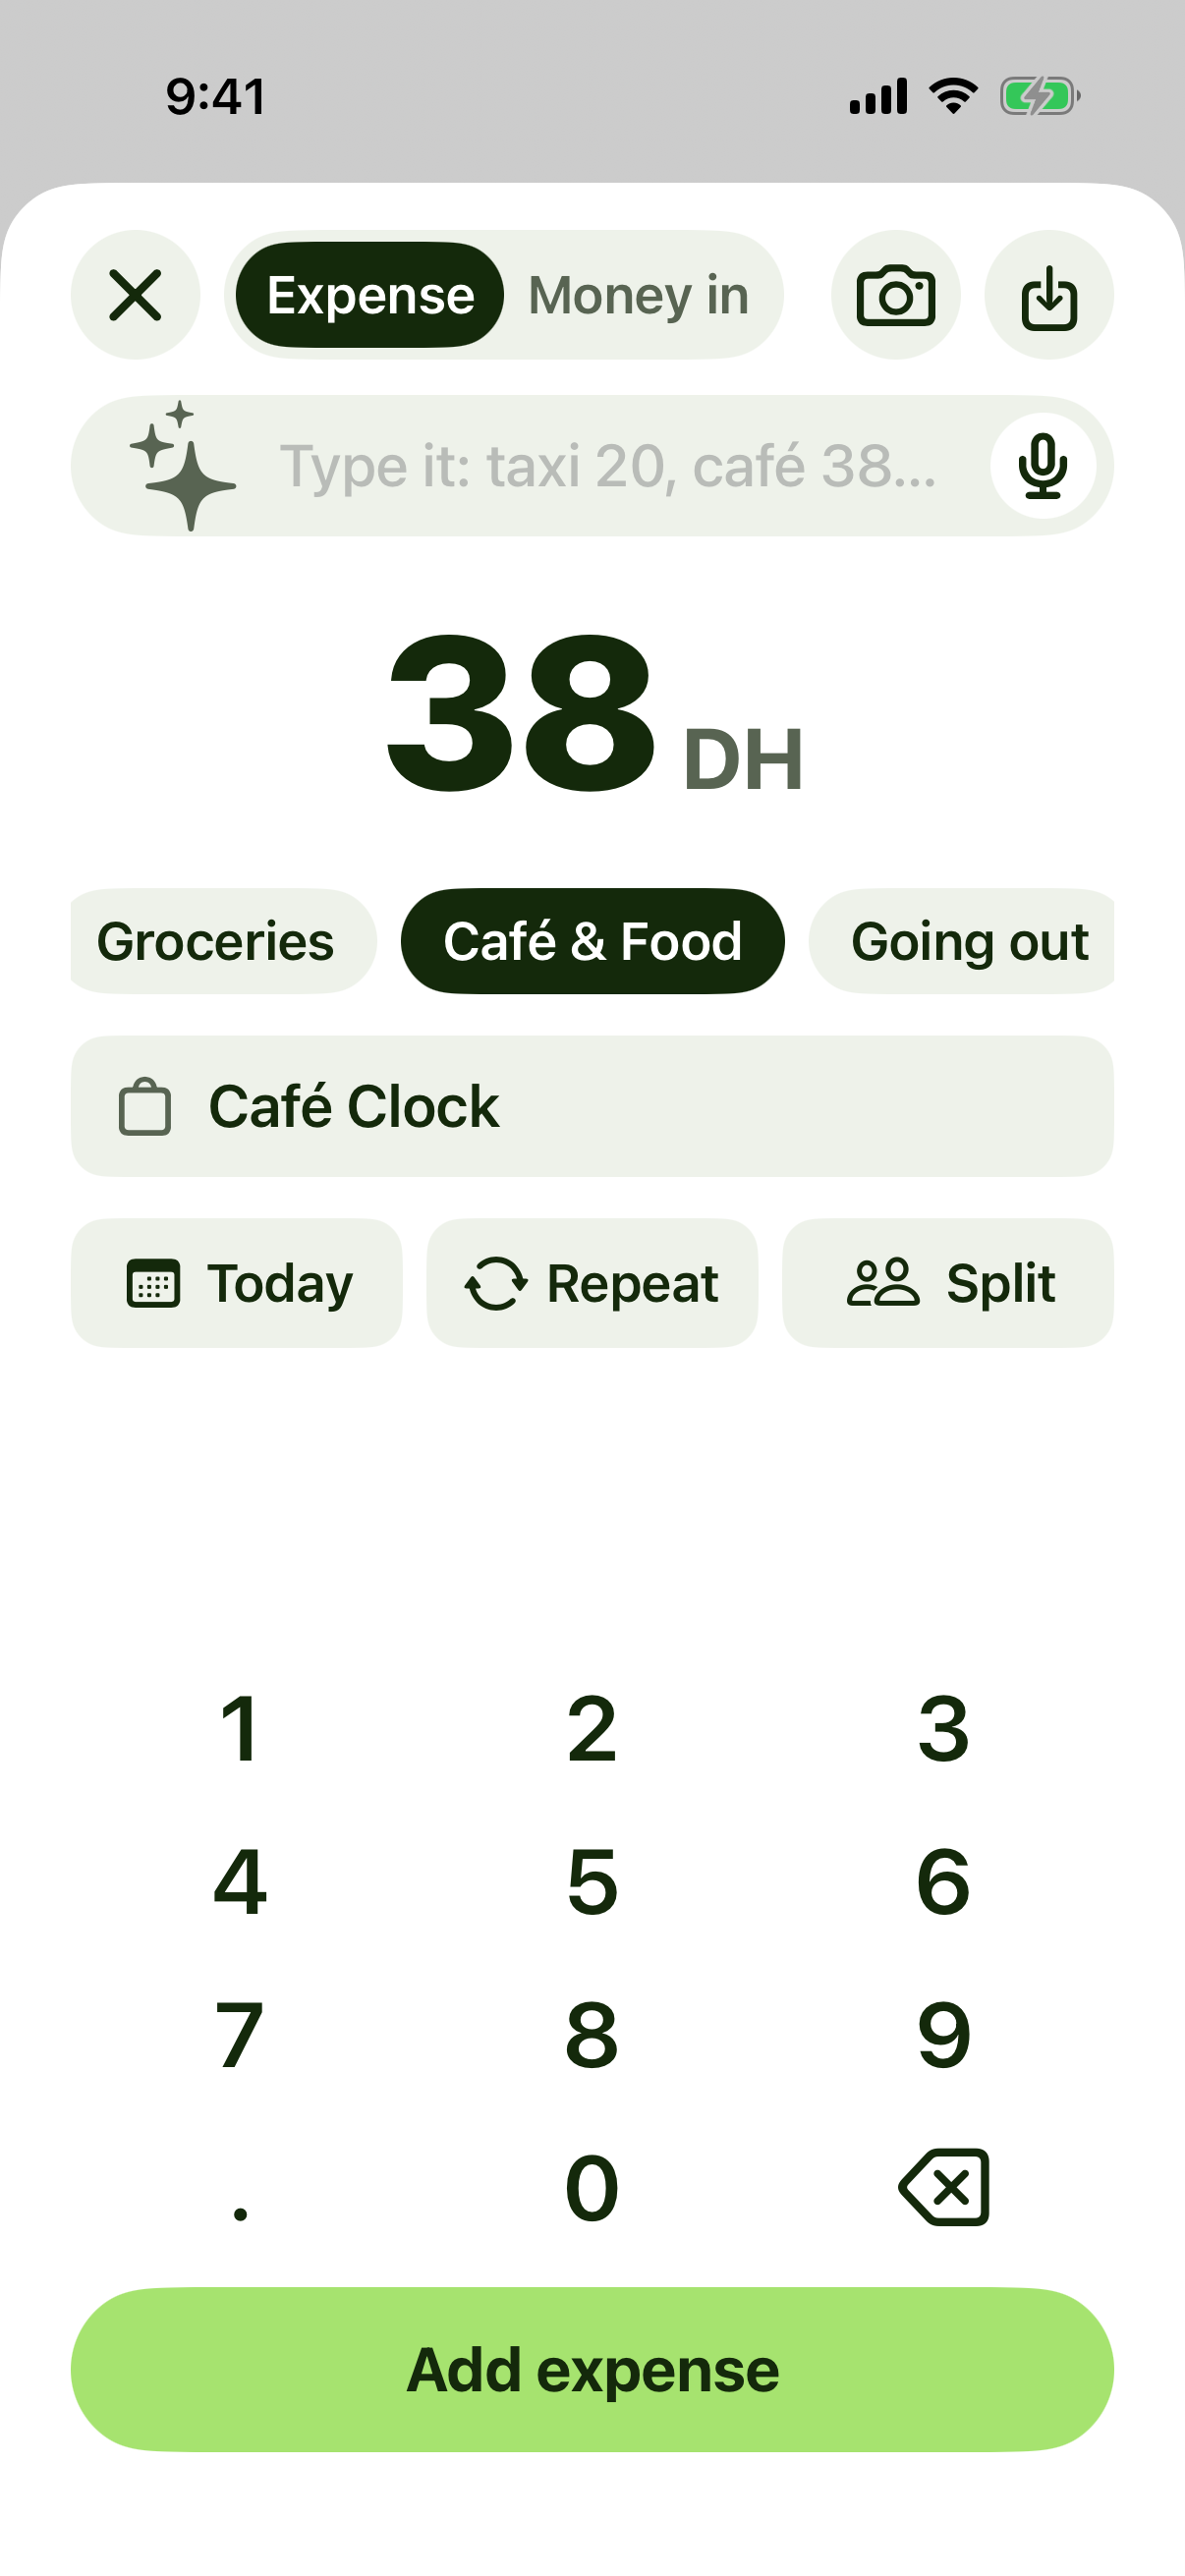 9:41
Expense Money in
Type it: taxi 20, café 38...
38 DH
Groceries Café & Food Going out
Café Clock
Today Repeat Split
1 2 3
4 5 6
7 8 9
. 0
Add expense